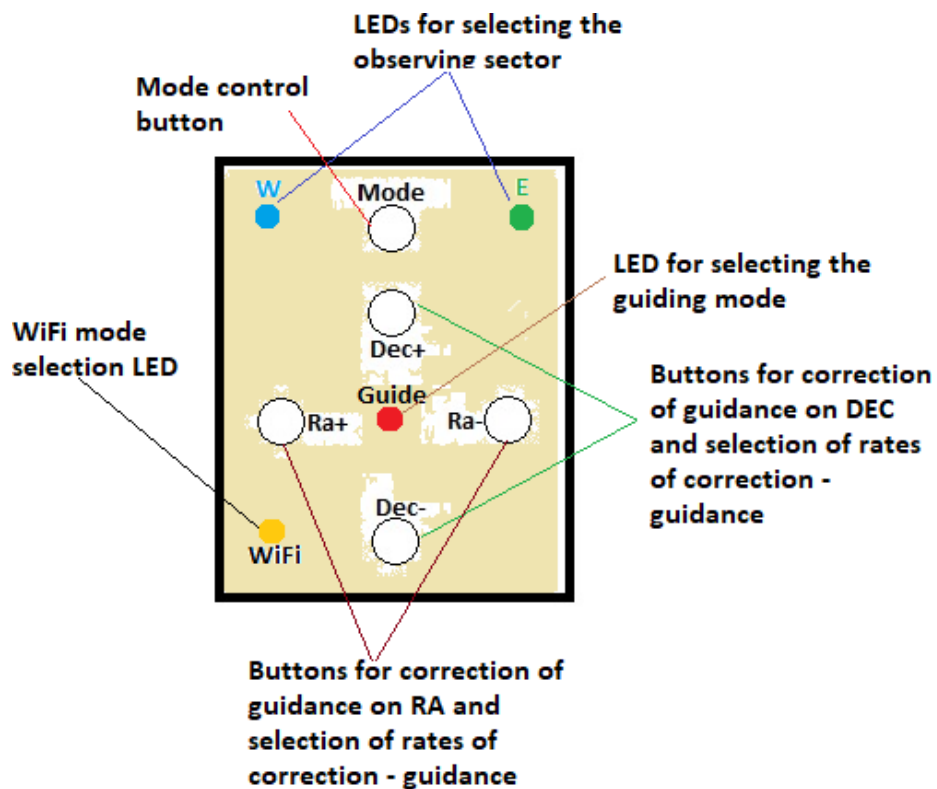 LEDs for selecting the
observing sector
Mode control
button
W
Mode
E
LED for selecting the
guiding mode
Dec+
WiFi mode
selection LED
Guide
Ra+
Ra-
Buttons for correction
of guidance on DEC
and selection of rates
of correction -
guidance
Dec-
WiFi
Buttons for correction of
guidance on RA and
selection of rates of
correction - guidance